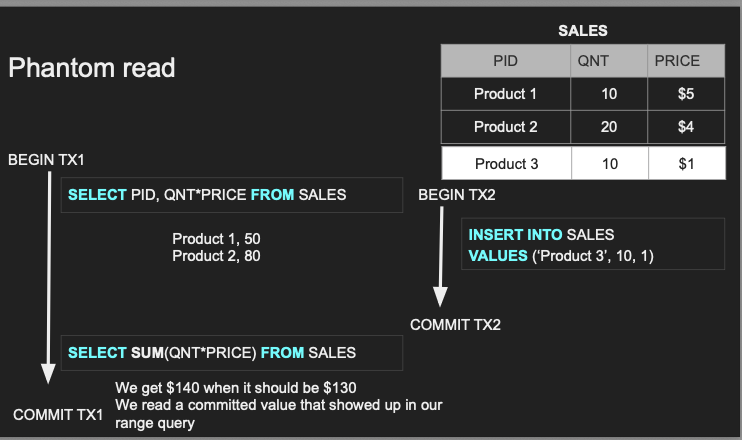 SALES
PID QNT PRICE
Product 1 10 $5
Product 2 20 $4
Product 3 10 $1
Phantom read
BEGIN TX1
SELECT PID, QNT*PRICE FROM SALES
Product 1, 50
Product 2, 80
BEGIN TX2
INSERT INTO SALES
VALUES (‘Product 3’, 10, 1)
COMMIT TX2
SELECT SUM(QNT*PRICE) FROM SALES
We get $140 when it should be $130
We read a committed value that showed up in our
range query
COMMIT TX1